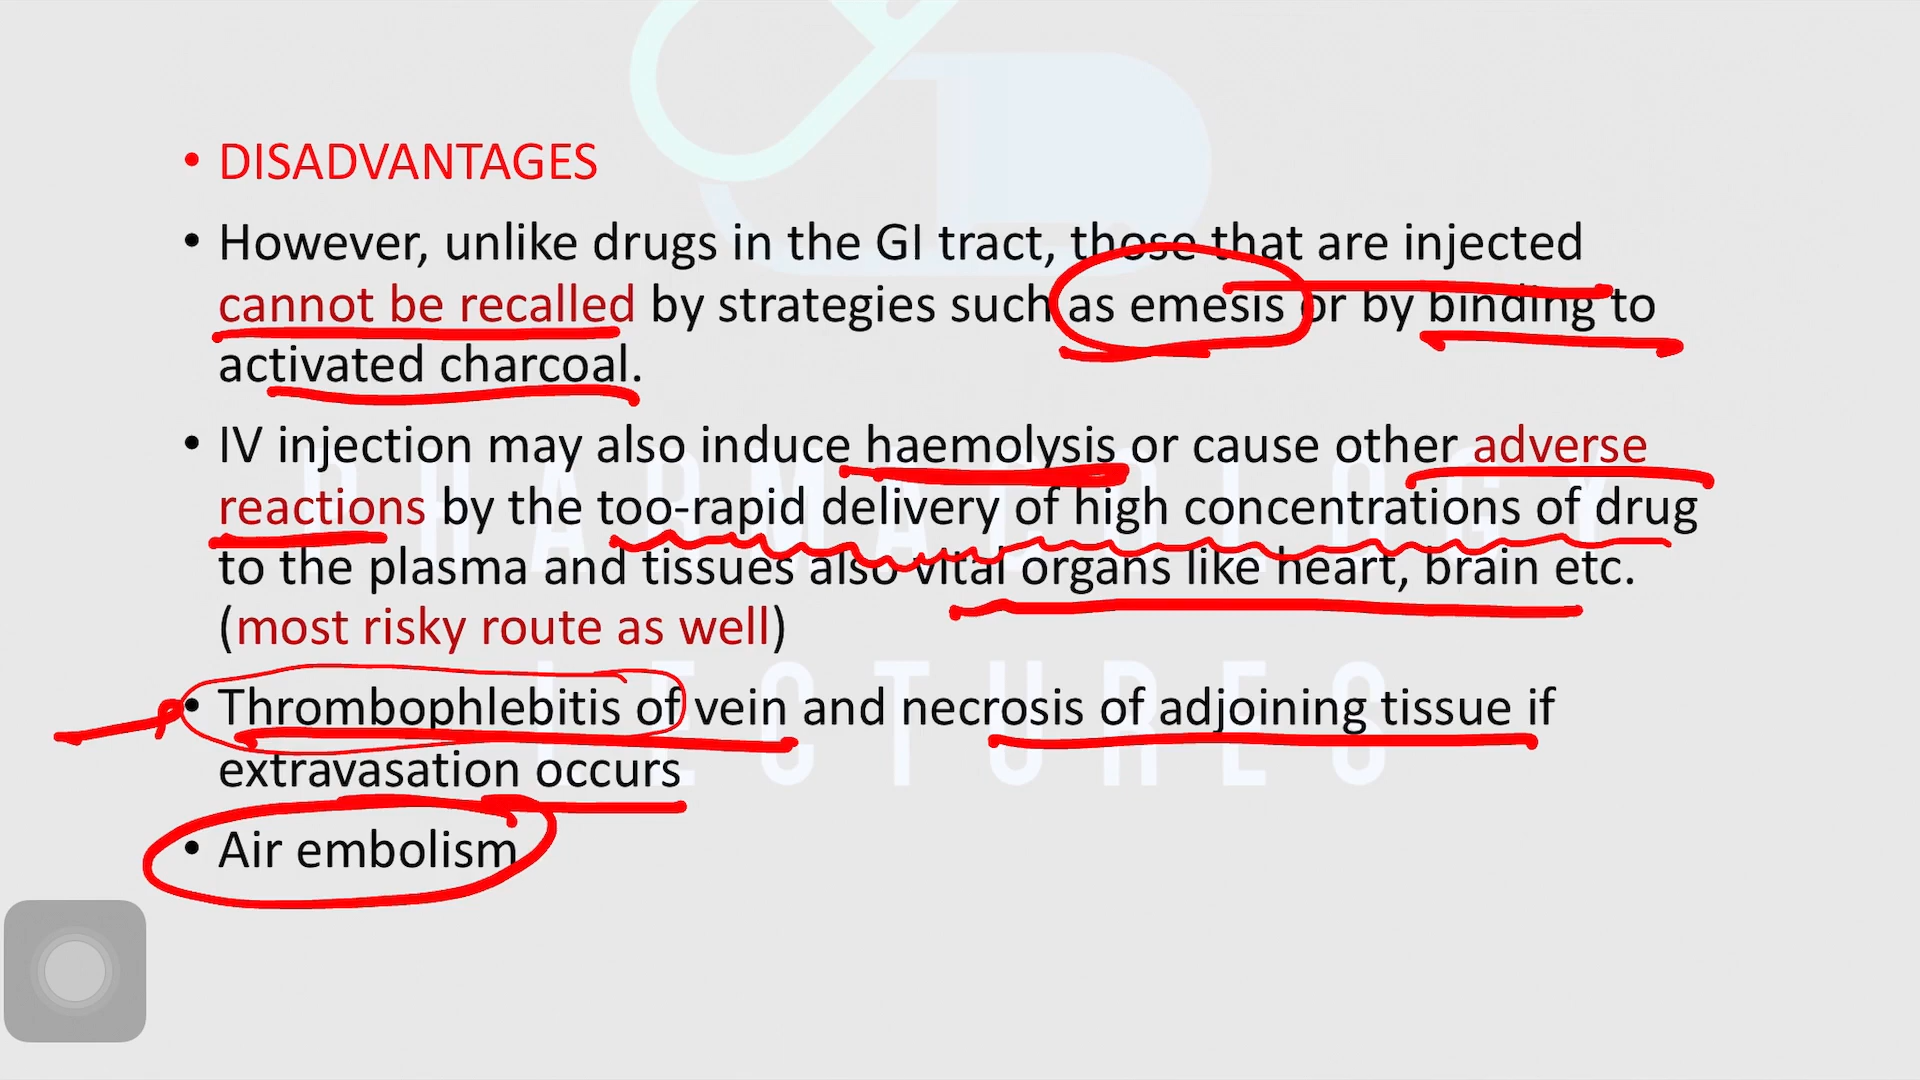 • DISADVANTAGES
• However, unlike drugs in the GI tract, those that are injected
cannot be recalled by strategies such as emesis or by binding to
activated charcoal.
• IV injection may also induce haemolysis or cause other adverse
reactions by the too-rapid delivery of high concentrations of drug
to the plasma and tissues also vital organs like heart, brain etc.
(most risky route as well)
• Thrombophlebitis of vein and necrosis of adjoining tissue if
extravasation occurs
• Air embolism
PHARMACOLOGY
LECTURES